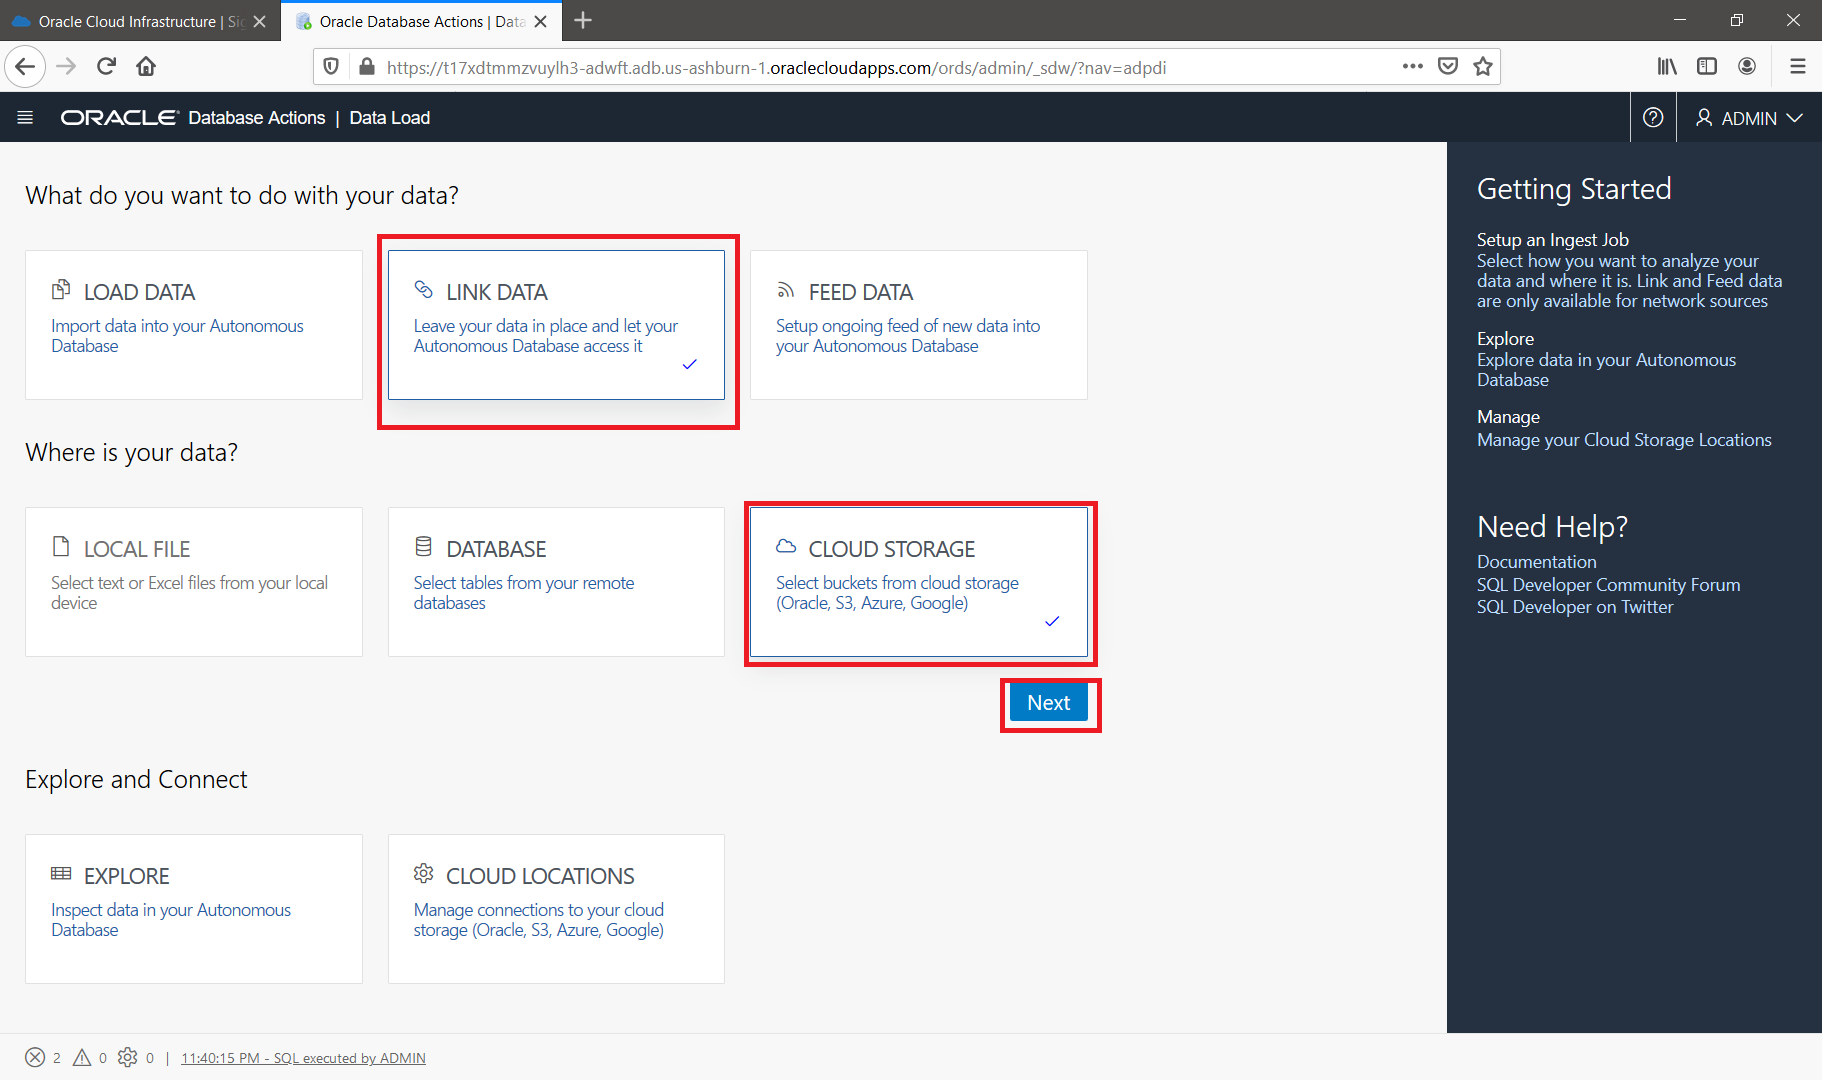 Oracle Cloud Infrastructure | Si
Oracle Database Actions | Data
https://t17xdtmmzvuylh3-adwft.adb.us-ashburn-1.oraclecloudapps.com/ords/admin/_sdw/?nav=adpdi
ORACLE Database Actions | Data Load
ADMIN
What do you want to do with your data?
LOAD DATA
Import data into your Autonomous
Database
LINK DATA
Leave your data in place and let your
Autonomous Database access it
FEED DATA
Setup ongoing feed of new data into
your Autonomous Database
Where is your data?
LOCAL FILE
Select text or Excel files from your local
device
DATABASE
Select tables from your remote
databases
CLOUD STORAGE
Select buckets from cloud storage
(Oracle, S3, Azure, Google)
Next
Explore and Connect
EXPLORE
Inspect data in your Autonomous
Database
CLOUD LOCATIONS
Manage connections to your cloud
storage (Oracle, S3, Azure, Google)
Getting Started
Setup an Ingest Job
Select how you want to analyze your
data and where it is. Link and Feed data
are only available for network sources
Explore
Explore data in your Autonomous
Database
Manage
Manage your Cloud Storage Locations
Need Help?
Documentation
SQL Developer Community Forum
SQL Developer on Twitter
2 0 0 | 11:40:15 PM - SQL executed by ADMIN